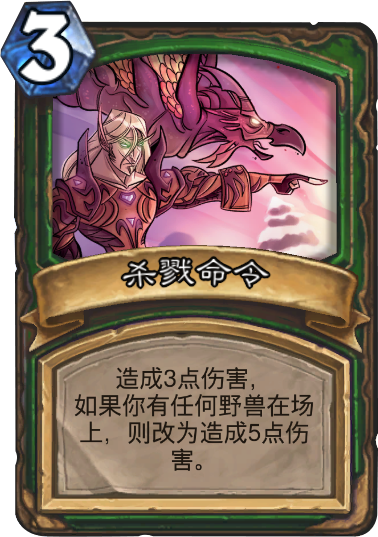 3
杀戮命令
造成3点伤害，
如果你有任何野兽在场
上，则改为造成5点伤
害。